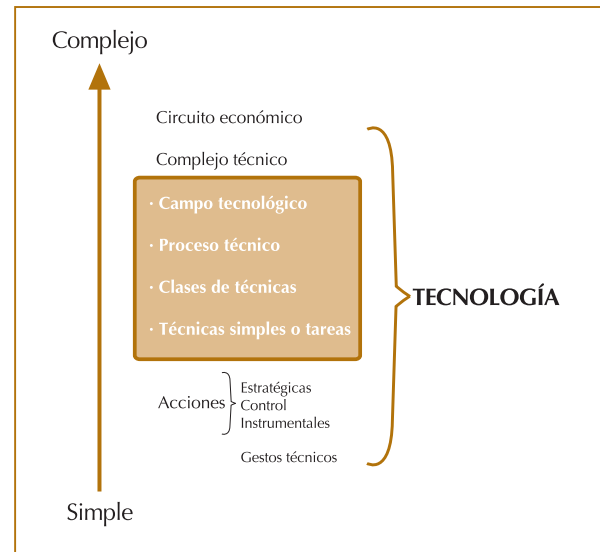 Complejo
Circuito económico
Complejo técnico
· Campo tecnológico
· Proceso técnico
· Clases de técnicas
· Técnicas simples o tareas
TECNOLOGÍA
Acciones
Estratégicas
Control
Instrumentales
Gestos técnicos
Simple